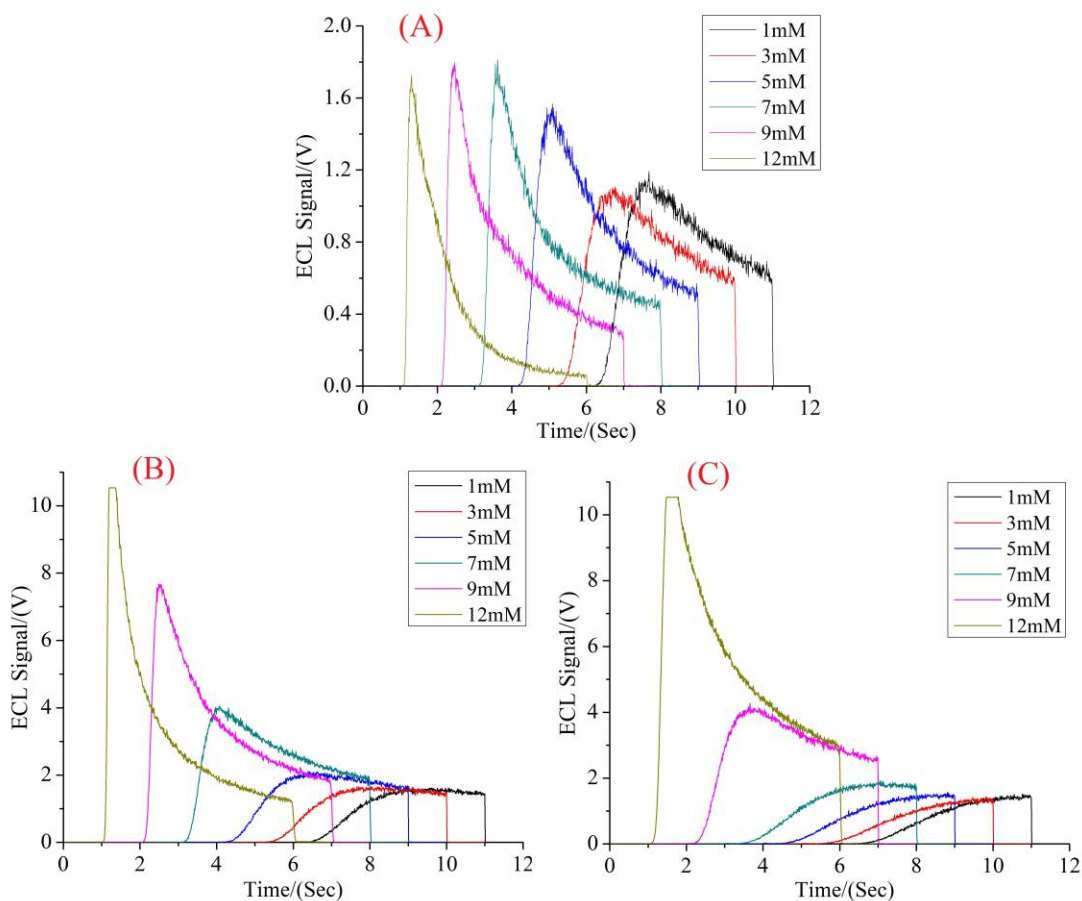 (A)
2.0
1.6
1.2
0.8
0.4
0.0
ECL Signal/(V)
0 2 4 6 8 10 12
Time/(Sec)
1mM
3mM
5mM
7mM
9mM
12mM
(B)
10
8
6
4
2
0
ECL Signal/(V)
0 2 4 6 8 10 12
Time/(Sec)
1mM
3mM
5mM
7mM
9mM
12mM
(C)
10
8
6
4
2
0
ECL Signal/(V)
0 2 4 6 8 10 12
Time/(Sec)
1mM
3mM
5mM
7mM
9mM
12mM